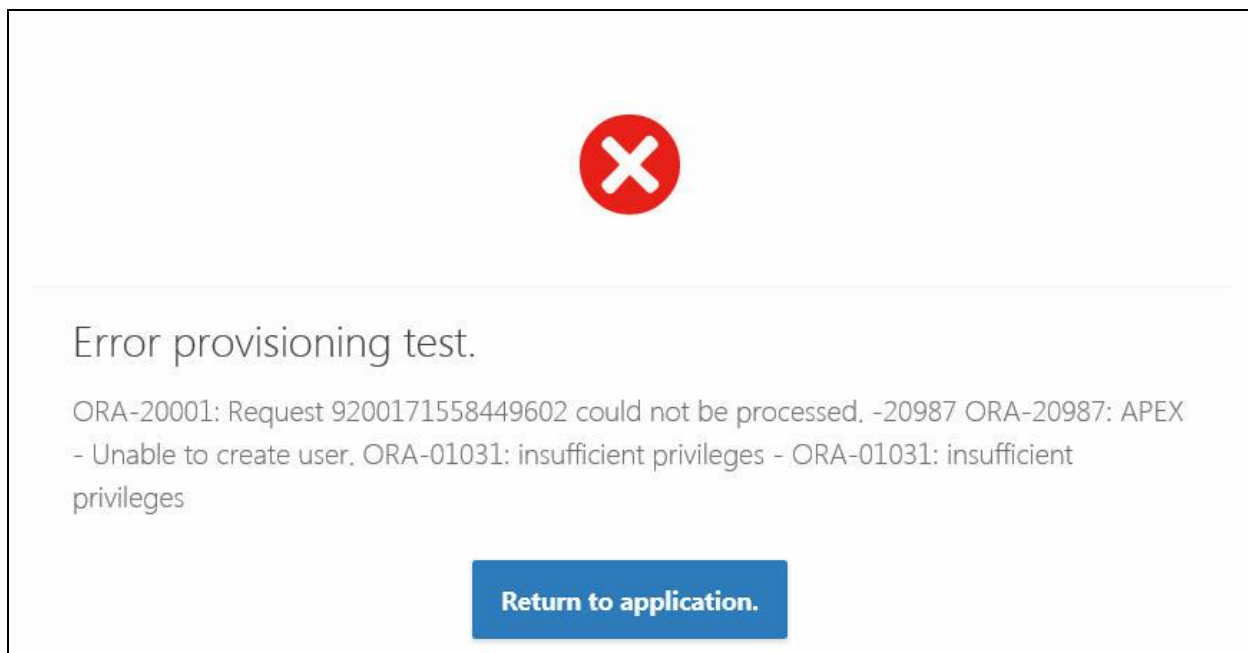 Error provisioning test.
ORA-20001: Request 9200171558449602 could not be processed. -20987 ORA-20987: APEX
- Unable to create user. ORA-01031: insufficient privileges - ORA-01031: insufficient
privileges
Return to application.